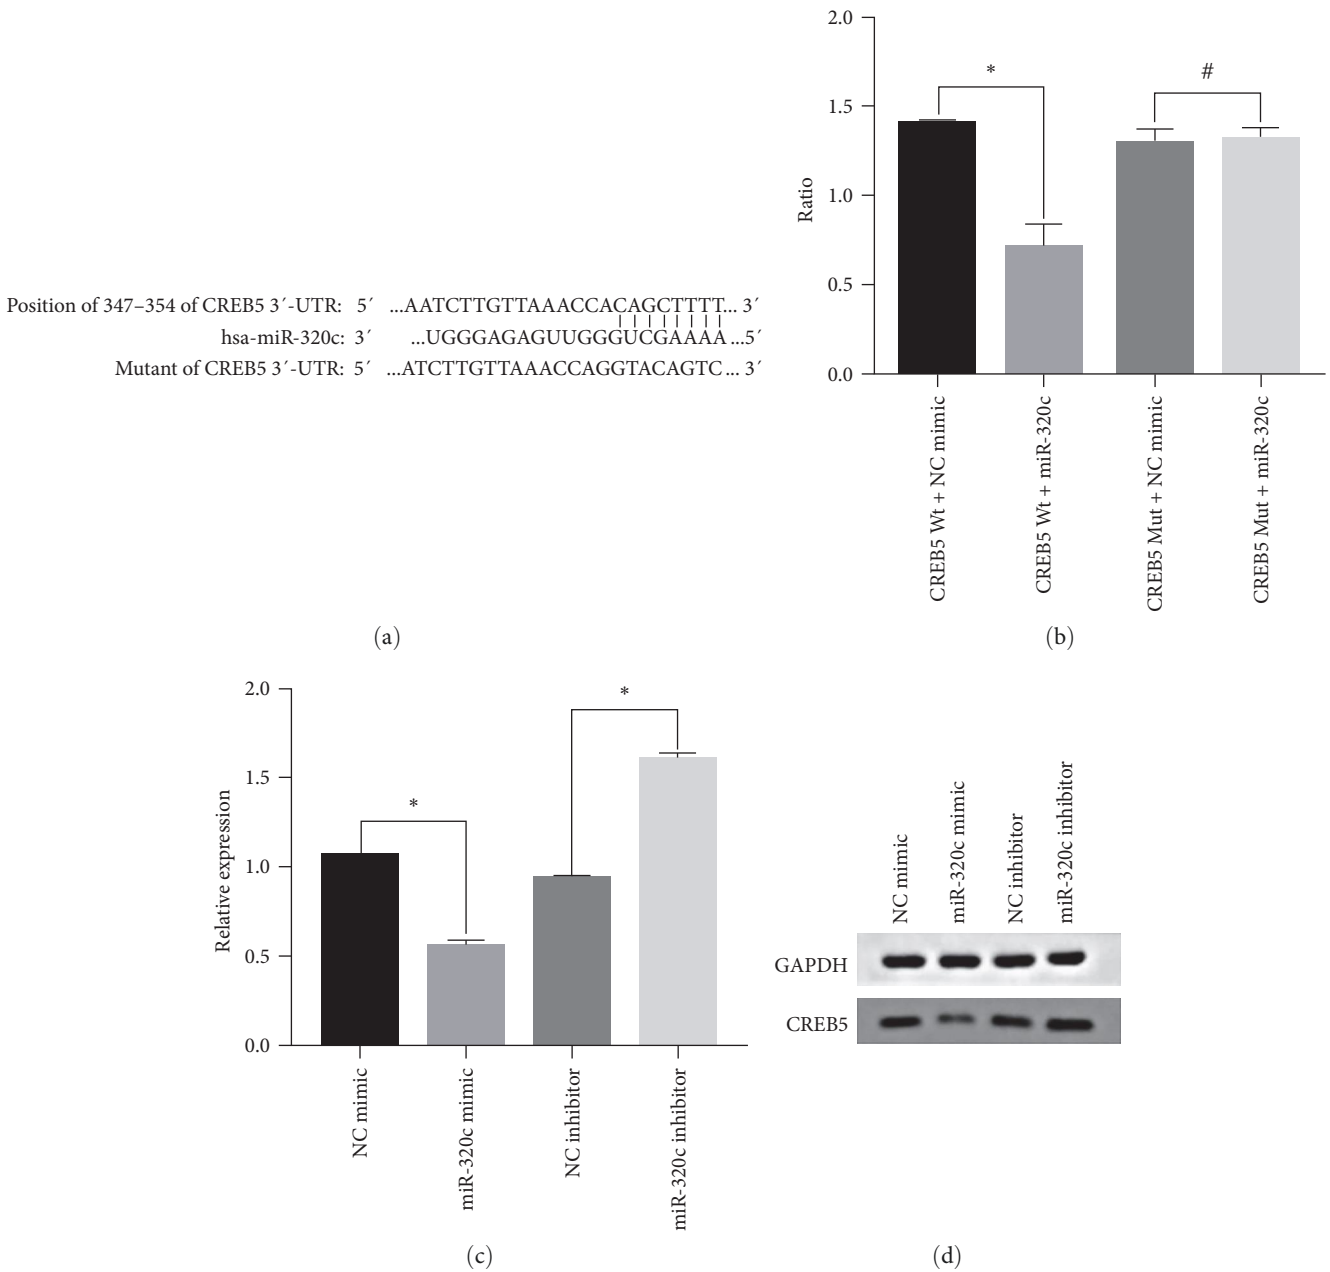 Position of 347–354 of CREB5 3′-UTR: 5′ ...AATCTTGTTAAACCACAGCTTTT... 3′
hsa-miR-320c: 3′ ...UGGGAGAGUUGGGUCGAAAA ...5′
Mutant of CREB5 3′-UTR: 5′ ...ATCTTGTTAAACCAGGTACAGTC ... 3′
(a)
Ratio
2.0
1.5
1.0
0.5
0.0
*
#
CREB5 Wt + NC mimic
CREB5 Wt + miR-320c
CREB5 Mut + NC mimic
CREB5 Mut + miR-320c
(b)
Relative expression
2.0
1.5
1.0
0.5
0.0
*
*
NC mimic
miR-320c mimic
NC inhibitor
miR-320c inhibitor
(c)
NC mimic
miR-320c mimic
NC inhibitor
miR-320c inhibitor
GAPDH
CREB5
(d)